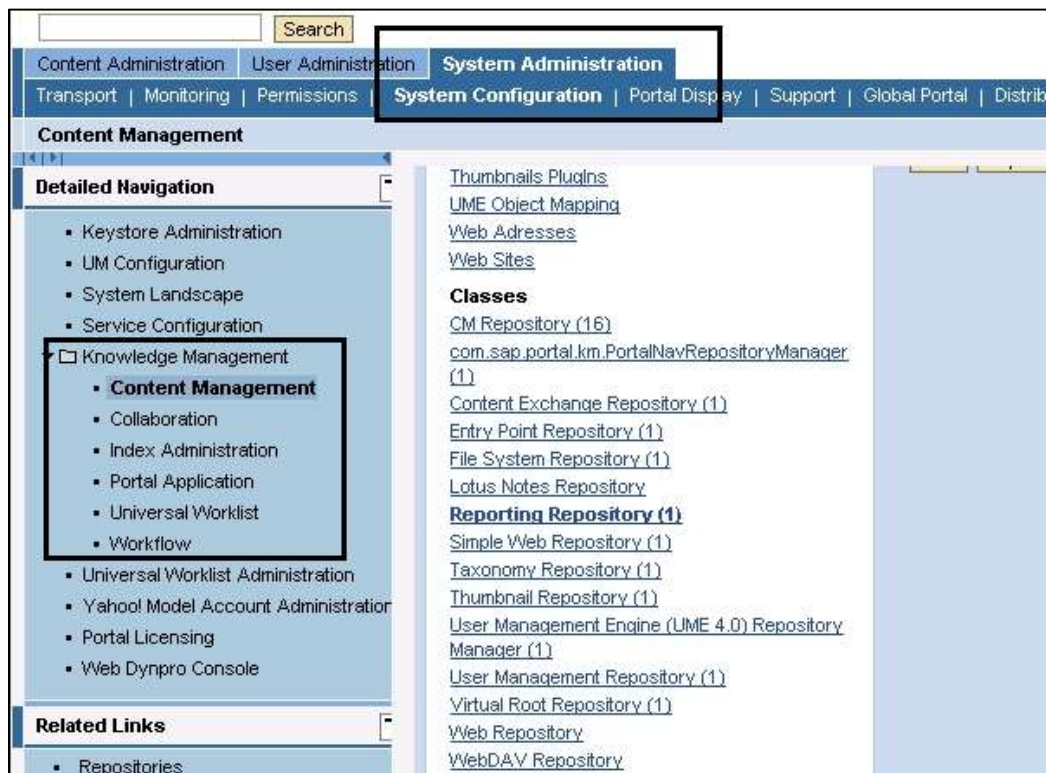 Search
Content Administration User Administration System Administration
Transport | Monitoring | Permissions | System Configuration | Portal Display | Support | Global Portal | Distrib
Content Management
Detailed Navigation
Keystore Administration
UM Configuration
System Landscape
Service Configuration
Knowledge Management
Content Management
Collaboration
Index Administration
Portal Application
Universal Worklist
Workflow
Universal Worklist Administration
Yahoo! Model Account Administration
Portal Licensing
Web Dynpro Console
Related Links
Repositories
Thumbnails PlugIns
UME Object Mapping
Web Adresses
Web Sites
Classes
CM Repository (16)
com.sap.portal.km.PortalNavRepositoryManager
(1)
Content Exchange Repository (1)
Entry Point Repository (1)
File System Repository (1)
Lotus Notes Repository
Reporting Repository (1)
Simple Web Repository (1)
Taxonomy Repository (1)
Thumbnail Repository (1)
User Management Engine (UME 4.0) Repository
Manager (1)
User Management Repository (1)
Virtual Root Repository (1)
Web Repository
WebDAV Repository